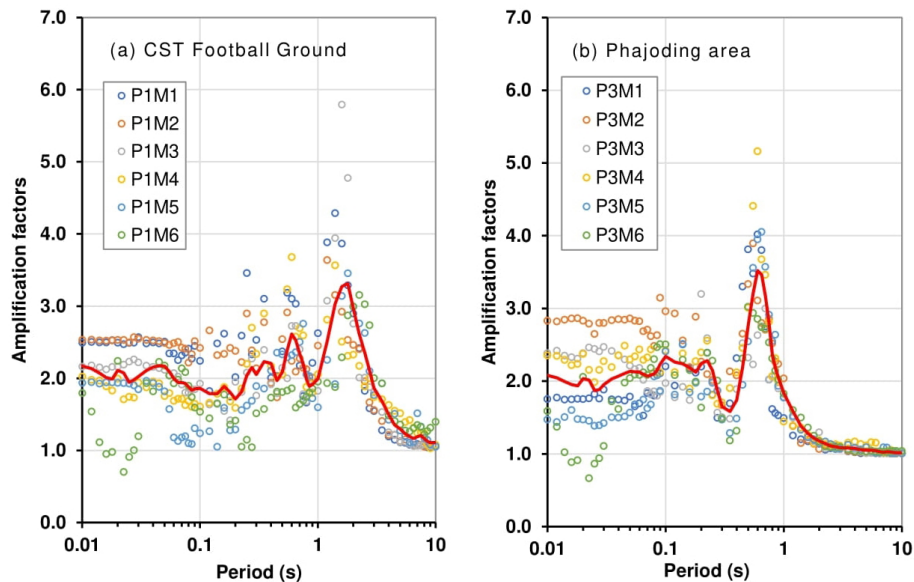 (a) CST Football Ground
P1M1
P1M2
P1M3
P1M4
P1M5
P1M6
Amplification factors
7.0
6.0
5.0
4.0
3.0
2.0
1.0
0.0
0.01
0.1
1
10
Period (s)
(b) Phajoding area
P3M1
P3M2
P3M3
P3M4
P3M5
P3M6
Amplification factors
7.0
6.0
5.0
4.0
3.0
2.0
1.0
0.0
0.01
0.1
1
10
Period (s)